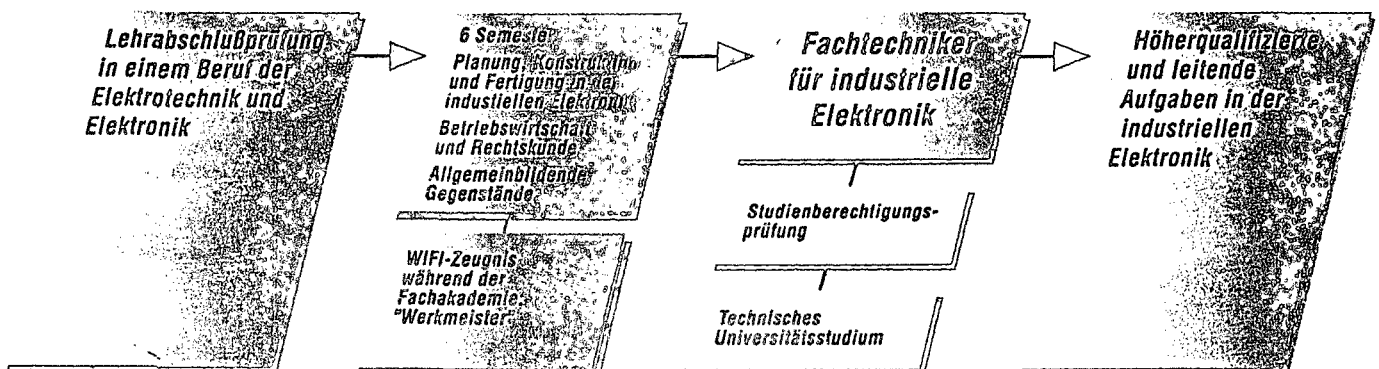 Lehrabschlußprüfung
in einem Beruf der
Elektrotechnik und
Elektronik
6 Semester
Planung, Konstruktion
und Fertigung in der
industiellen Elektronik
Betriebswirtschaft
und Rechtskunde
Allgemeinbildende
Gegenstände
WIFI-Zeugnis
während der
Fachakademie:
"Werkmeister"
Fachtechniker
für industrielle
Elektronik
Studienberechtigungs-
prüfung
Technisches
Universitätsstudium
Höherqualifizierte
und leitende
Aufgaben in der
industriellen
Elektronik